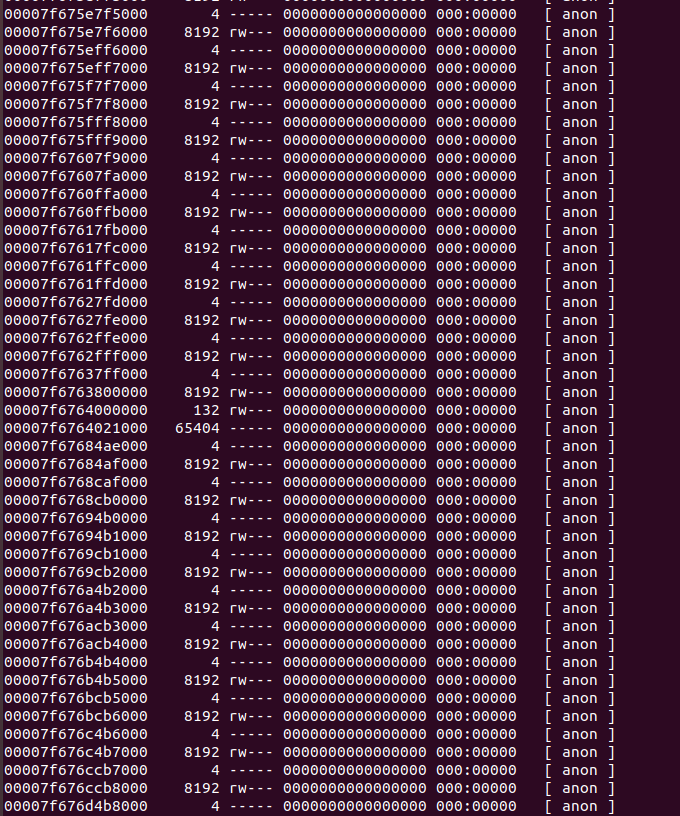 00007f675e7f5000 4 ----- 0000000000000000 000:00000 [ anon ]
00007f675e7f6000 8192 rw--- 0000000000000000 000:00000 [ anon ]
00007f675eff6000 4 ----- 0000000000000000 000:00000 [ anon ]
00007f675eff7000 8192 rw--- 0000000000000000 000:00000 [ anon ]
00007f675f7f7000 4 ----- 0000000000000000 000:00000 [ anon ]
00007f675f7f8000 8192 rw--- 0000000000000000 000:00000 [ anon ]
00007f675fff8000 4 ----- 0000000000000000 000:00000 [ anon ]
00007f675fff9000 8192 rw--- 0000000000000000 000:00000 [ anon ]
00007f67607f9000 4 ----- 0000000000000000 000:00000 [ anon ]
00007f67607fa000 8192 rw--- 0000000000000000 000:00000 [ anon ]
00007f6760ffa000 4 ----- 0000000000000000 000:00000 [ anon ]
00007f6760ffb000 8192 rw--- 0000000000000000 000:00000 [ anon ]
00007f67617fb000 4 ----- 0000000000000000 000:00000 [ anon ]
00007f67617fc000 8192 rw--- 0000000000000000 000:00000 [ anon ]
00007f6761ffc000 4 ----- 0000000000000000 000:00000 [ anon ]
00007f6761ffd000 8192 rw--- 0000000000000000 000:00000 [ anon ]
00007f67627fd000 4 ----- 0000000000000000 000:00000 [ anon ]
00007f67627fe000 8192 rw--- 0000000000000000 000:00000 [ anon ]
00007f6762ffe000 4 ----- 0000000000000000 000:00000 [ anon ]
00007f6762fff000 8192 rw--- 0000000000000000 000:00000 [ anon ]
00007f67637ff000 4 ----- 0000000000000000 000:00000 [ anon ]
00007f6763800000 8192 rw--- 0000000000000000 000:00000 [ anon ]
00007f6764000000 132 rw--- 0000000000000000 000:00000 [ anon ]
00007f6764021000 65404 ----- 0000000000000000 000:00000 [ anon ]
00007f67684ae000 4 ----- 0000000000000000 000:00000 [ anon ]
00007f67684af000 8192 rw--- 0000000000000000 000:00000 [ anon ]
00007f6768caf000 4 ----- 0000000000000000 000:00000 [ anon ]
00007f6768cb0000 8192 rw--- 0000000000000000 000:00000 [ anon ]
00007f67694b0000 4 ----- 0000000000000000 000:00000 [ anon ]
00007f67694b1000 8192 rw--- 0000000000000000 000:00000 [ anon ]
00007f6769cb1000 4 ----- 0000000000000000 000:00000 [ anon ]
00007f6769cb2000 8192 rw--- 0000000000000000 000:00000 [ anon ]
00007f676a4b2000 4 ----- 0000000000000000 000:00000 [ anon ]
00007f676a4b3000 8192 rw--- 0000000000000000 000:00000 [ anon ]
00007f676acb3000 4 ----- 0000000000000000 000:00000 [ anon ]
00007f676acb4000 8192 rw--- 0000000000000000 000:00000 [ anon ]
00007f676b4b4000 4 ----- 0000000000000000 000:00000 [ anon ]
00007f676b4b5000 8192 rw--- 0000000000000000 000:00000 [ anon ]
00007f676bcb5000 4 ----- 0000000000000000 000:00000 [ anon ]
00007f676bcb6000 8192 rw--- 0000000000000000 000:00000 [ anon ]
00007f676c4b6000 4 ----- 0000000000000000 000:00000 [ anon ]
00007f676c4b7000 8192 rw--- 0000000000000000 000:00000 [ anon ]
00007f676ccb7000 4 ----- 0000000000000000 000:00000 [ anon ]
00007f676ccb8000 8192 rw--- 0000000000000000 000:00000 [ anon ]
00007f676d4b8000 4 ----- 0000000000000000 000:00000 [ anon ]